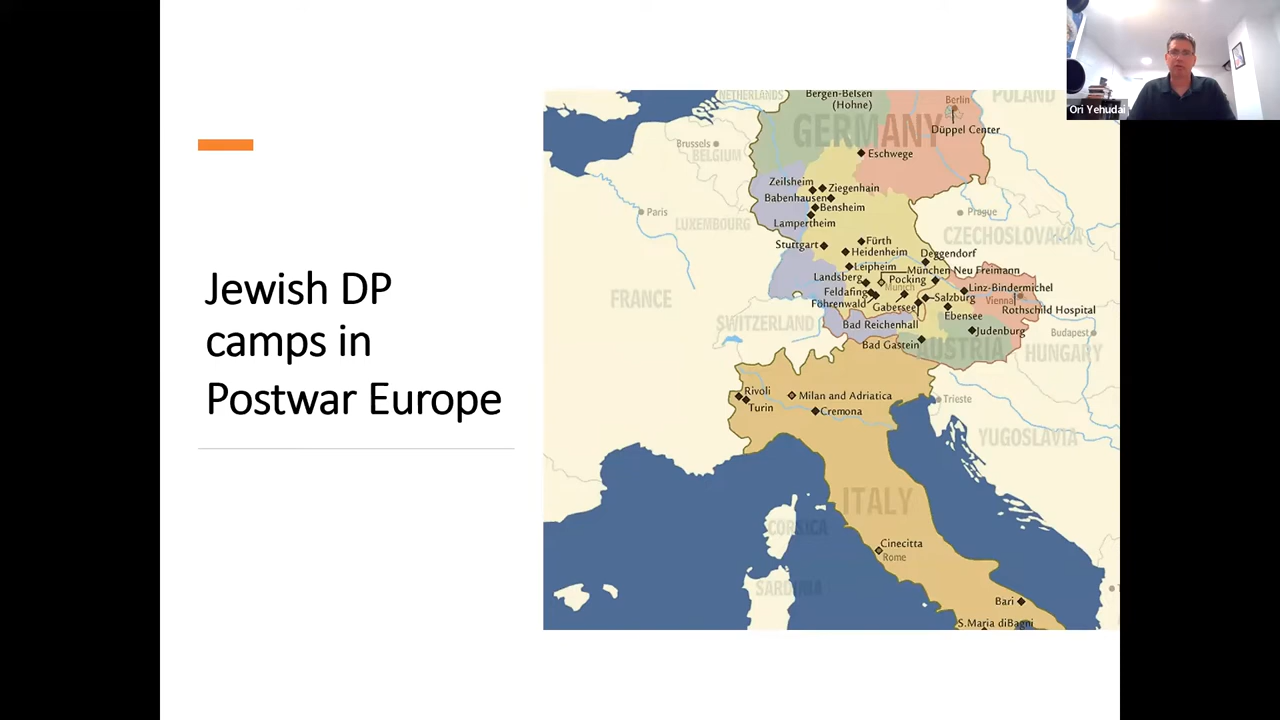 Jewish DP
camps in
Postwar Europe
Ori Yehudai
NETHERLANDS
Bergen-Belsen
(Hohne)
Berlin
POLAND
GERMANY
Düppel Center
Brussels
BELGIUM
Eschwege
Zeilsheim
Ziegenhain
Babenhausen
Bensheim
Paris
LUXEMBOURG
Lampertheim
Prague
CZECHOSLOVAKIA
Stuttgart
Fürth
Heidenheim
Deggendorf
Leipheim
München Neu Freimann
Landsberg
Pocking
Munich
Linz-Bindermichel
Feldafing
Salzburg
Vienna
Föhrenwald
Gabersee
Rothschild Hospital
FRANCE
Ebensee
SWITZERLAND
Bad Reichenhall
Judenburg
Budapest
Bad Gastein
AUSTRIA
HUNGARY
Rivoli
Milan and Adriatica
Trieste
Turin
Cremona
YUGOSLAVIA
ITALY
CORSICA
Cinecitta
Rome
SARDINIA
Bari
S.Maria diBagni